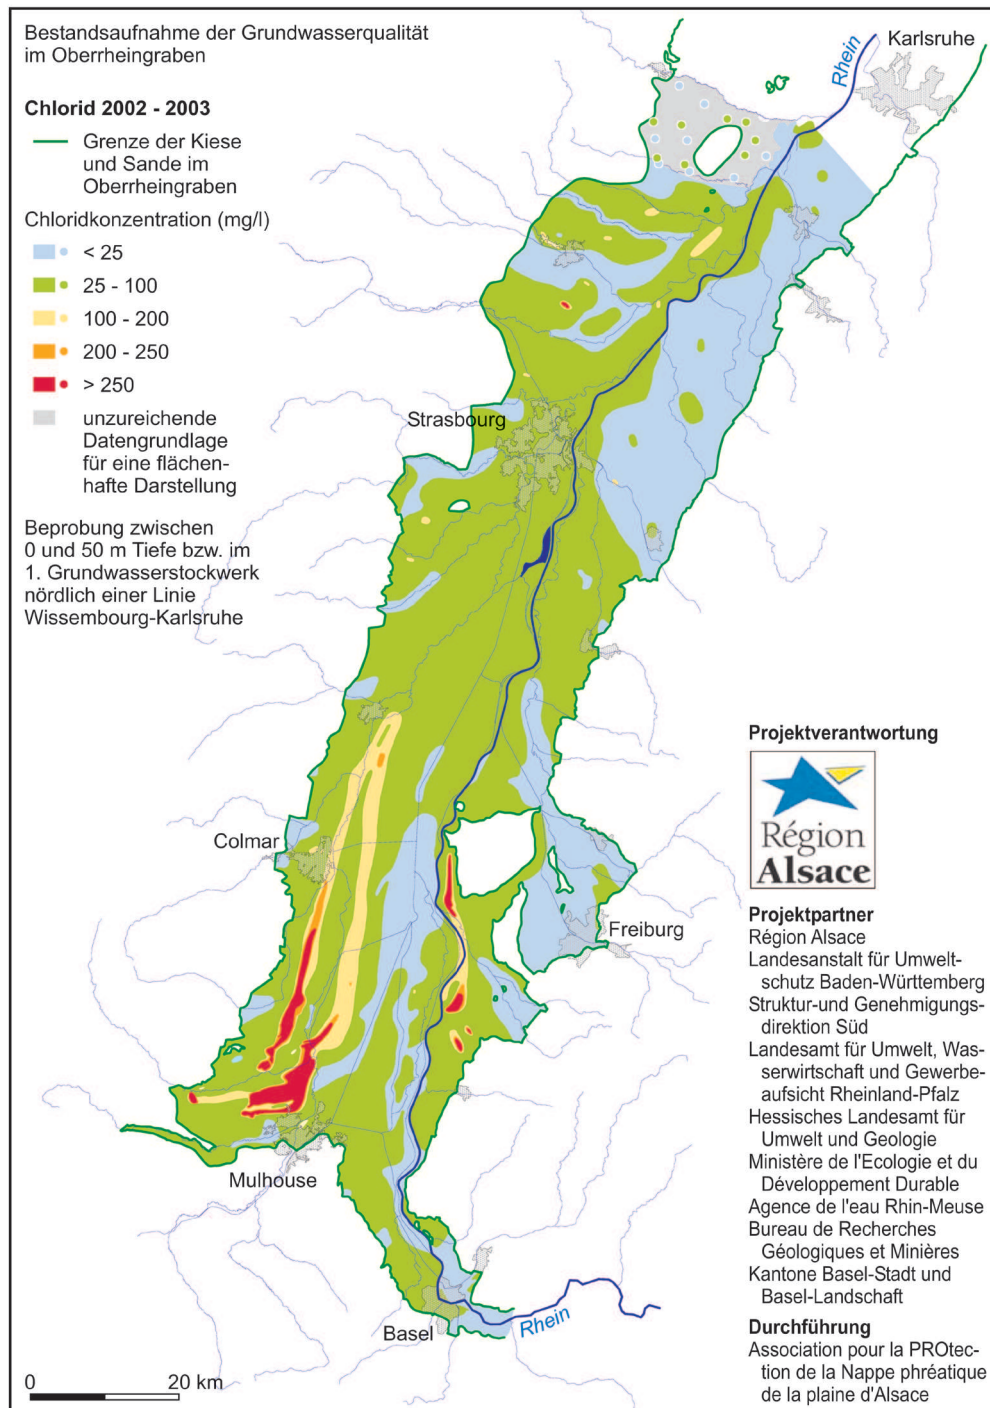 Bestandsaufnahme der Grundwasserqualität
im Oberrheingraben
Chlorid 2002 - 2003
Grenze der Kiese
und Sande im
Oberrheingraben
Chloridkonzentration (mg/l)
< 25
25 - 100
100 - 200
200 - 250
> 250
unzureichende
Datengrundlage
für eine flächen-
hafte Darstellung
Beprobung zwischen
0 und 50 m Tiefe bzw. im
1. Grundwasserstockwerk
nördlich einer Linie
Wissembourg-Karlsruhe
Rhein
Karlsruhe
Strasbourg
Colmar
Freiburg
Mulhouse
Basel
Rhein
0 20 km
Projektverantwortung
Région
Alsace
Projektpartner
Région Alsace
Landesanstalt für Umwelt-
schutz Baden-Württemberg
Struktur-und Genehmigungs-
direktion Süd
Landesamt für Umwelt, Was-
serwirtschaft und Gewerbe-
aufsicht Rheinland-Pfalz
Hessisches Landesamt für
Umwelt und Geologie
Ministère de l'Ecologie et du
Développement Durable
Agence de l'eau Rhin-Meuse
Bureau de Recherches
Géologiques et Minières
Kantone Basel-Stadt und
Basel-Landschaft
Durchführung
Association pour la PROtec-
tion de la Nappe phréatique
de la plaine d'Alsace